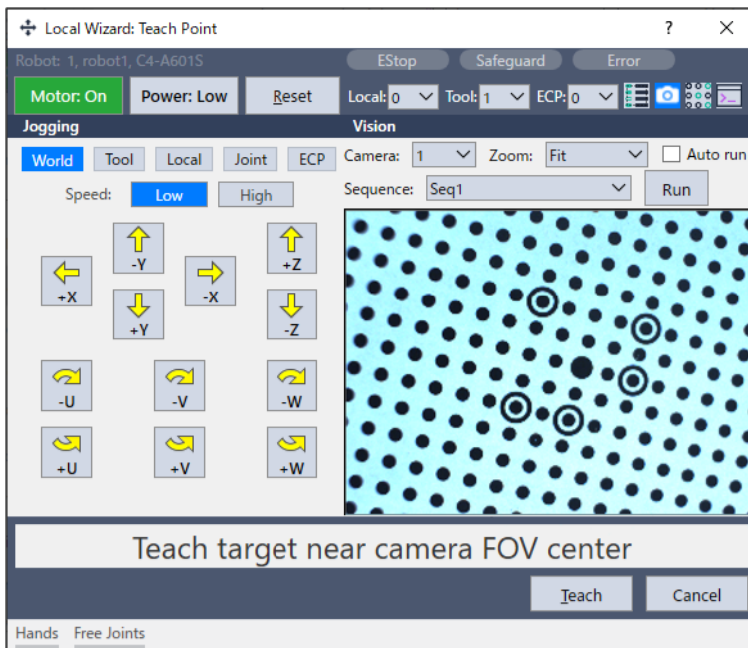 Local Wizard: Teach Point
?
Robot: 1, robot1, C4-A601S
EStop
Safeguard
Error
Motor: On
Power: Low
Reset
Local: 0
Tool: 1
ECP: 0
Jogging
Vision
World
Tool
Local
Joint
ECP
Camera: 1
Zoom: Fit
Auto run
Speed:
Low
High
Sequence: Seq1
Run
-Y
+Z
+X
-X
+Y
-Z
-U
-V
-W
+U
+V
+W
Teach target near camera FOV center
Teach
Cancel
Hands
Free Joints